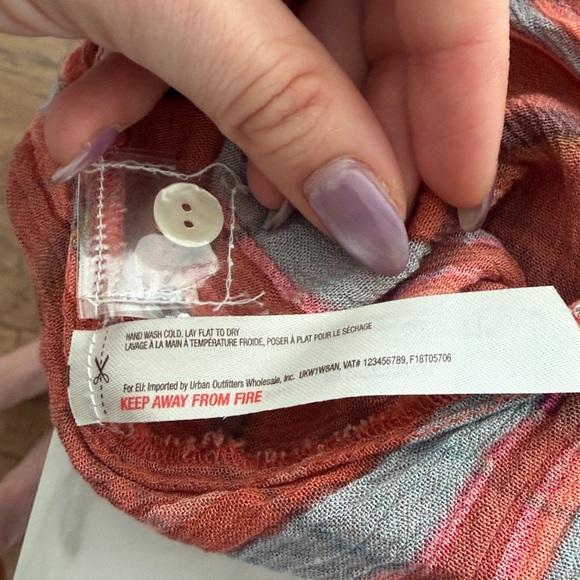 HAND WASH COLD, LAY FLAT TO DRY
LAVAGE À LA MAIN À TEMPÉRATURE FROIDE, POSER À PLAT POUR LE SÉCHAGE
For EU: Imported by Urban Outfitters Wholesale, Inc. UKW1W8AN, VAT# 123456789, F18T05706
KEEP AWAY FROM FIRE